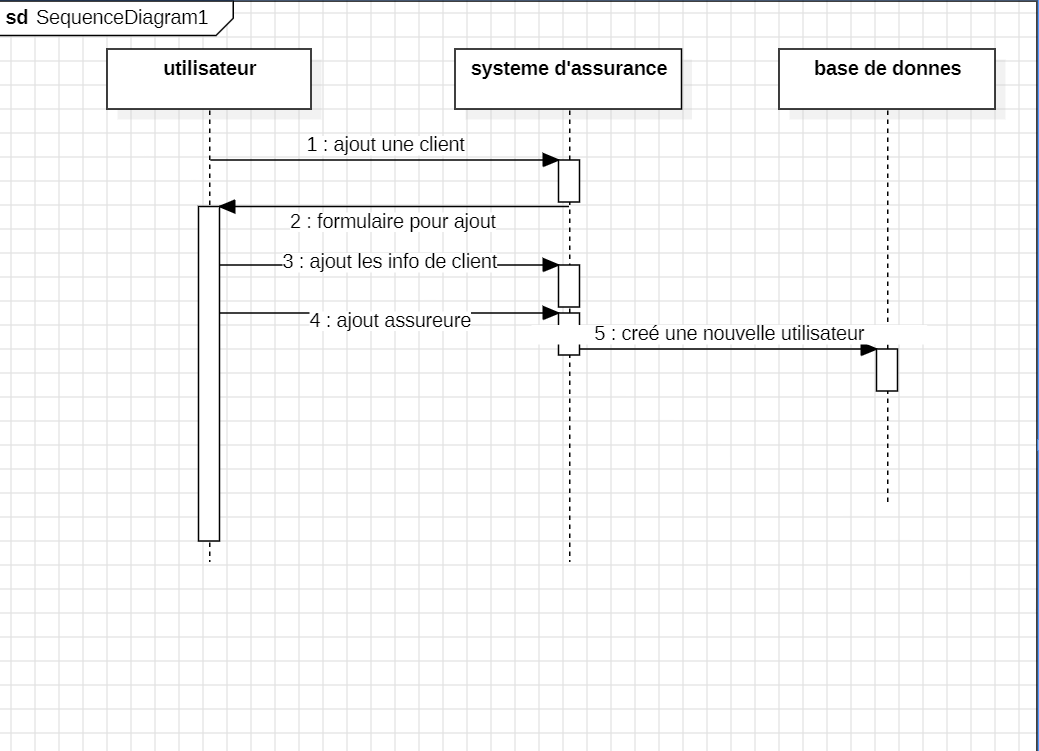 sd SequenceDiagram1
utilisateur
systeme d'assurance
base de donnes
1 : ajout une client
2 : formulaire pour ajout
3 : ajout les info de client
4 : ajout assureure
5 : creé une nouvelle utilisateur